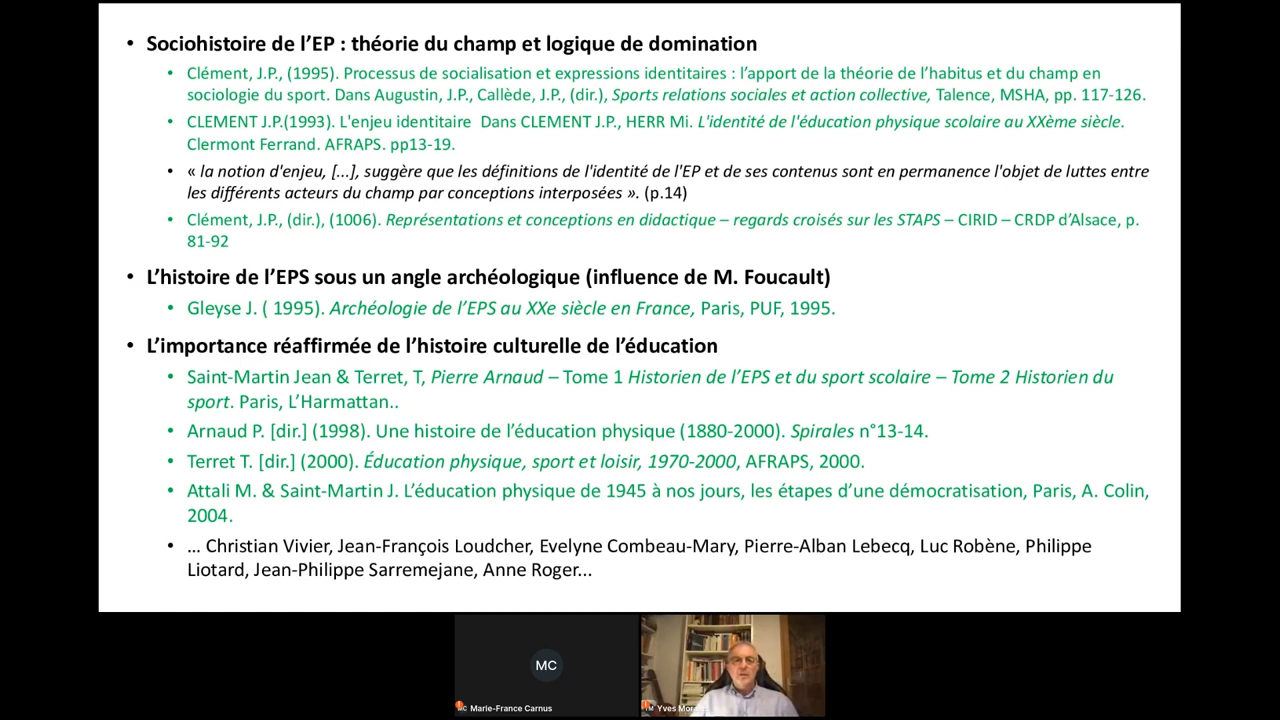 • Sociohistoire de l’EP : théorie du champ et logique de domination
• Clément, J.P., (1995). Processus de socialisation et expressions identitaires : l’apport de la théorie de l’habitus et du champ en
sociologie du sport. Dans Augustin, J.P., Callède, J.P., (dir.), Sports relations sociales et action collective, Talence, MSHA, pp. 117-126.
• CLEMENT J.P.(1993). L'enjeu identitaire Dans CLEMENT J.P., HERR Mi. L'identité de l'éducation physique scolaire au XXème siècle.
Clermont Ferrand. AFRAPS. pp13-19.
• « la notion d'enjeu, [...], suggère que les définitions de l'identité de l'EP et de ses contenus sont en permanence l'objet de luttes entre
les différents acteurs du champ par conceptions interposées ». (p.14)
• Clément, J.P., (dir.), (1006). Représentations et conceptions en didactique – regards croisés sur les STAPS – CIRID – CRDP d’Alsace, p.
81-92
• L’histoire de l’EPS sous un angle archéologique (influence de M. Foucault)
• Gleyse J. ( 1995). Archéologie de l’EPS au XXe siècle en France, Paris, PUF, 1995.
• L’importance réaffirmée de l’histoire culturelle de l’éducation
• Saint-Martin Jean & Terret, T, Pierre Arnaud – Tome 1 Historien de l’EPS et du sport scolaire – Tome 2 Historien du
sport. Paris, L’Harmattan..
• Arnaud P. [dir.] (1998). Une histoire de l’éducation physique (1880-2000). Spirales n°13-14.
• Terret T. [dir.] (2000). Éducation physique, sport et loisir, 1970-2000, AFRAPS, 2000.
• Attali M. & Saint-Martin J. L’éducation physique de 1945 à nos jours, les étapes d’une démocratisation, Paris, A. Colin,
2004.
• … Christian Vivier, Jean-François Loudcher, Evelyne Combeau-Mary, Pierre-Alban Lebecq, Luc Robène, Philippe
Liotard, Jean-Philippe Sarremejane, Anne Roger...
MC
Marie-France Carnus
Yves